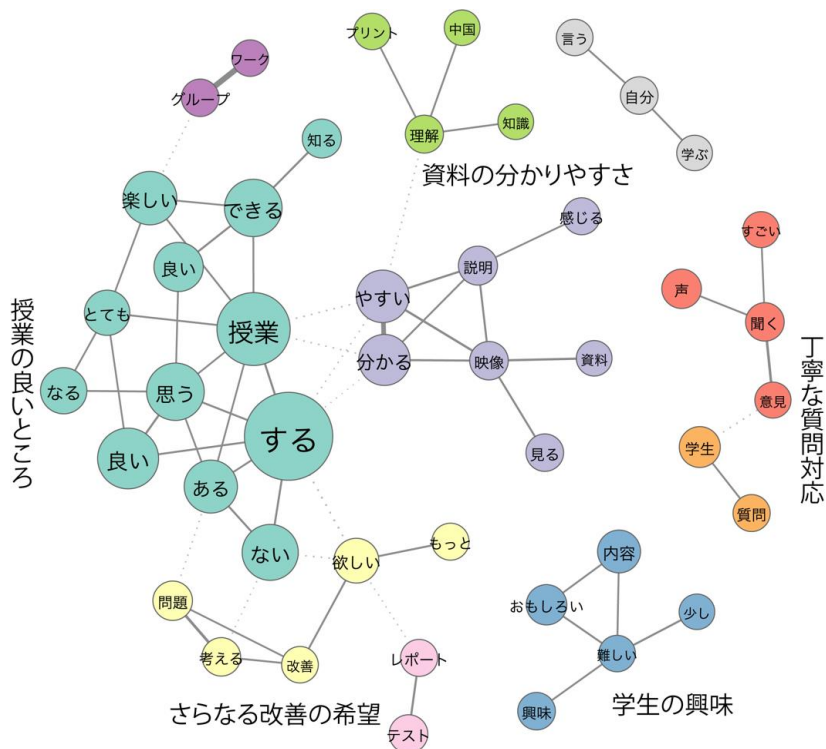 ワーク
グループ
プリント
中国
言う
自分
学ぶ
理解
知識
知る
資料の分かりやすさ
楽しい
できる
感じる
すごい
良い
説明
やすい
声
とても
授業
聞く
分かる
映像
資料
授業の良いところ
丁寧な質問対応
なる
思う
意見
する
良い
見る
学生
ある
質問
ない
欲しい
もっと
内容
問題
おもしろい
少し
考える
改善
レポート
難しい
さらなる改善の希望
学生の興味
興味
テスト